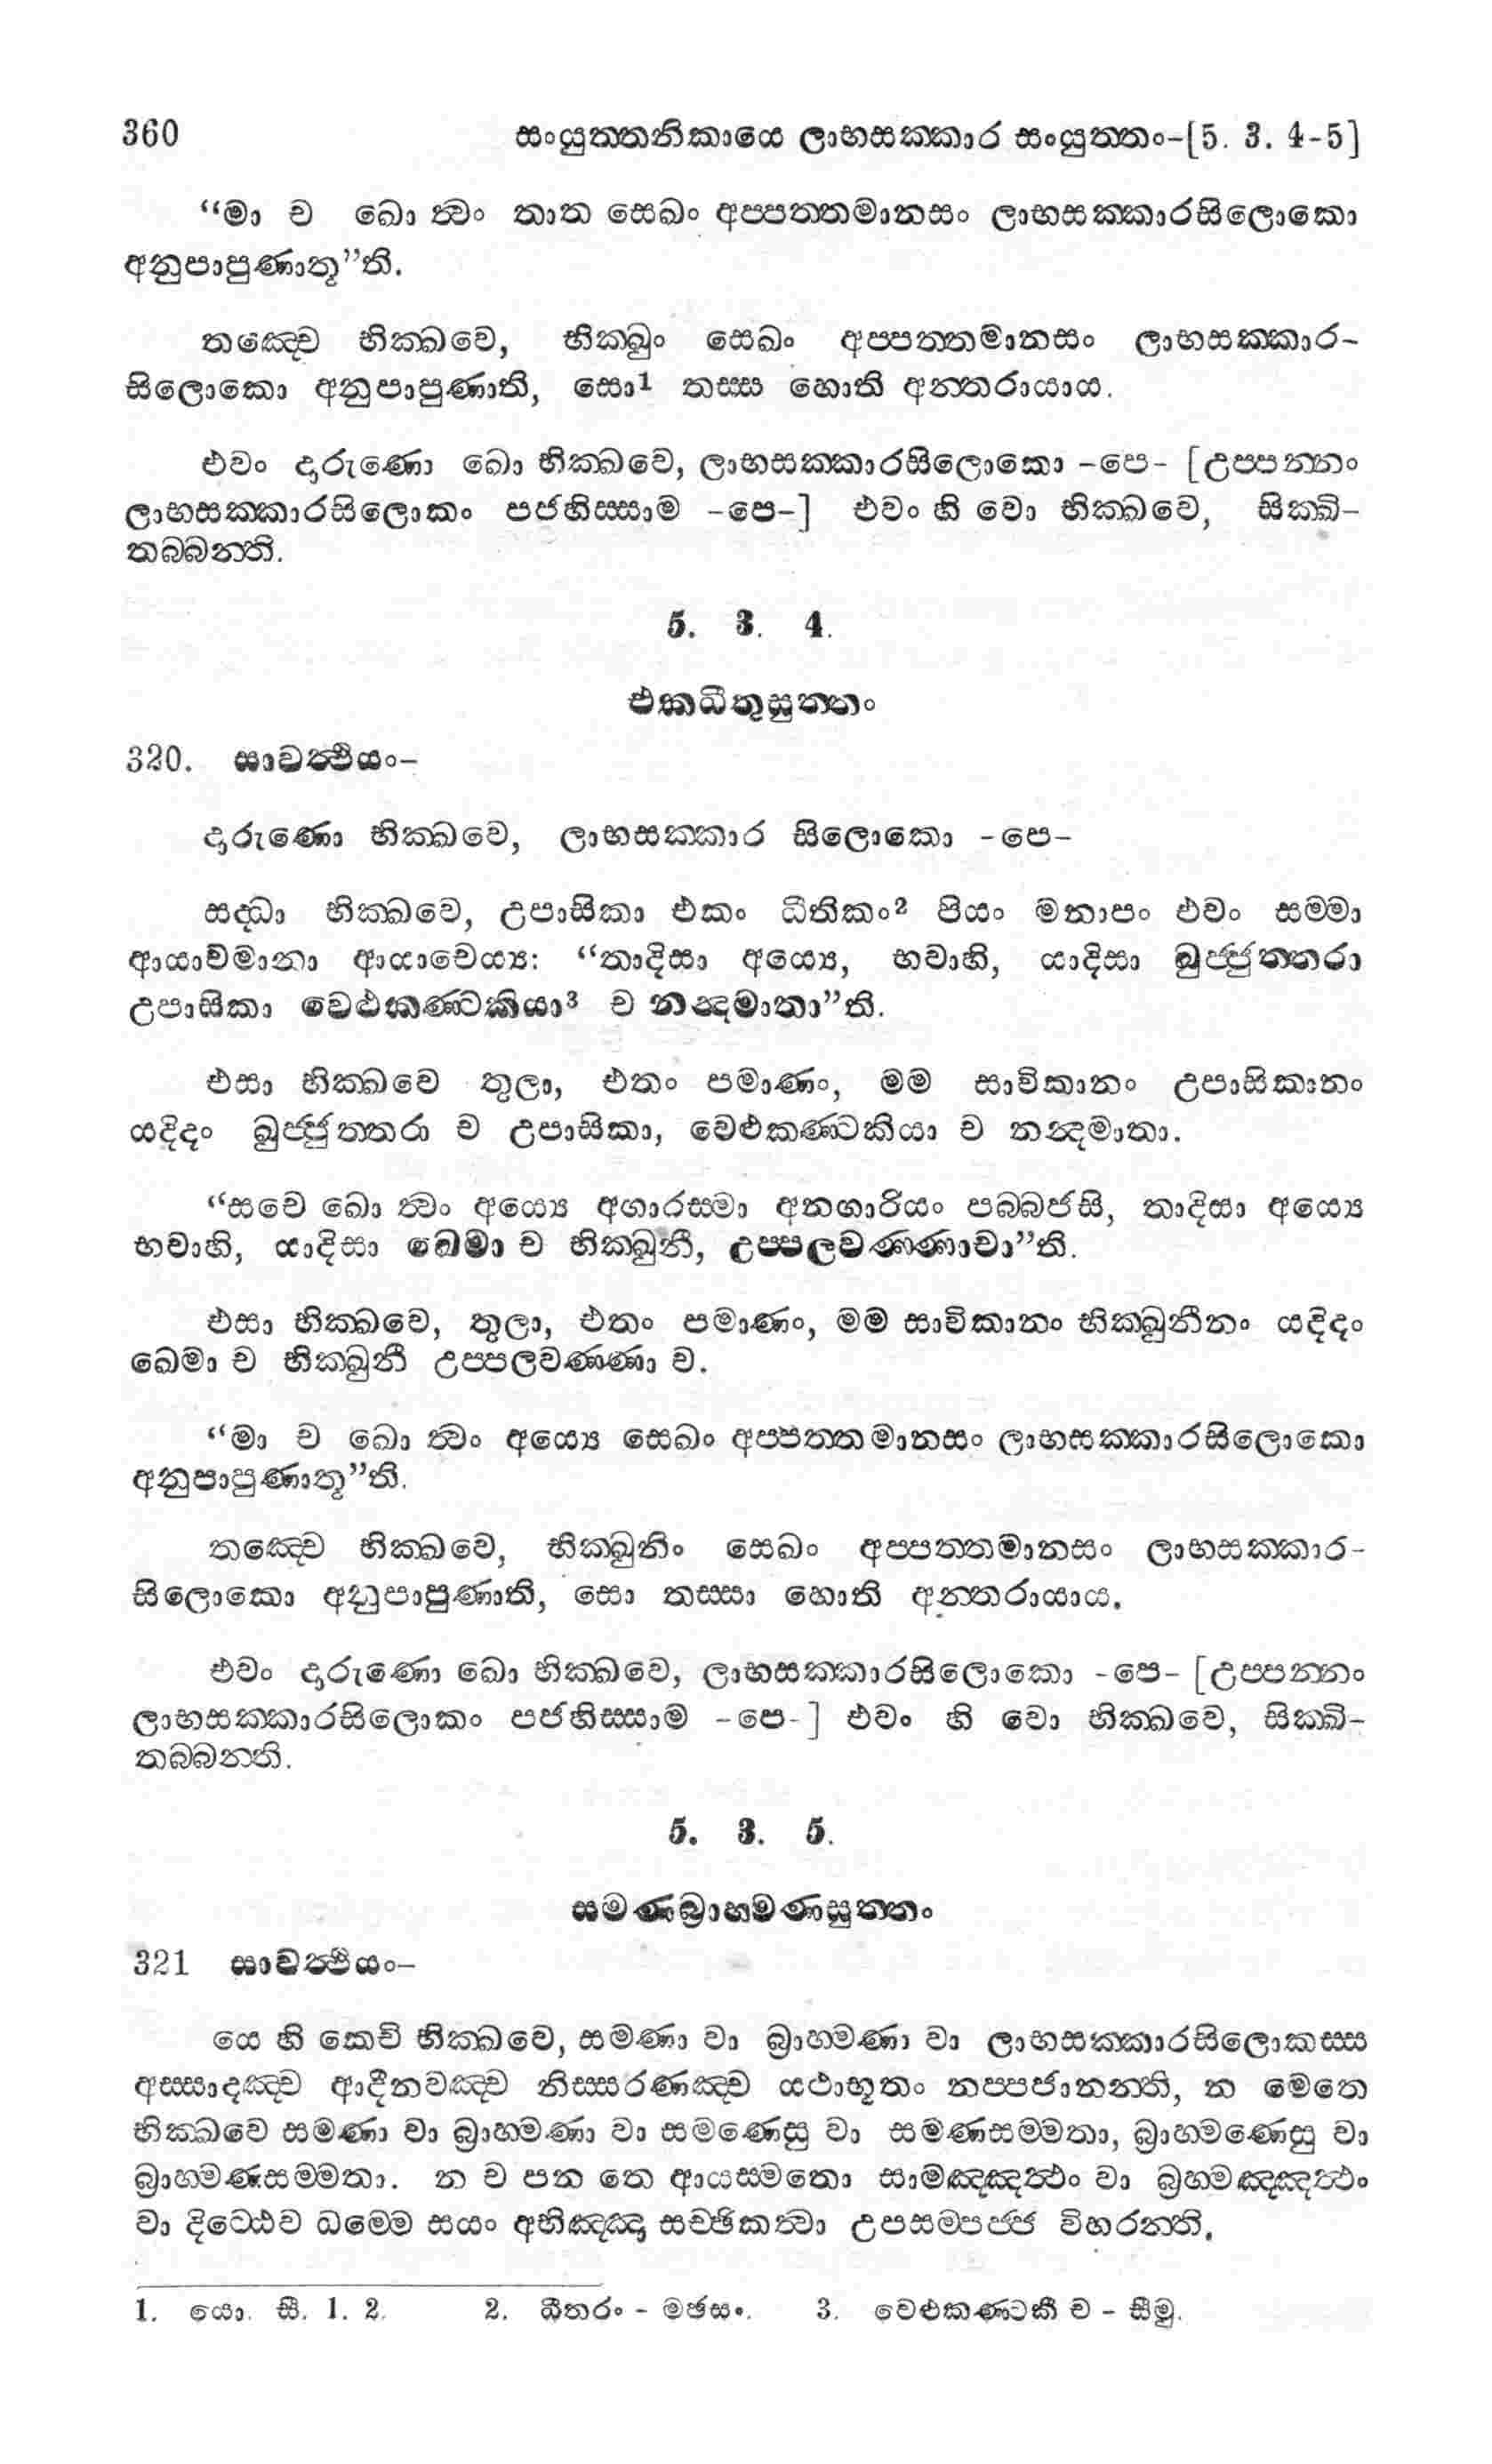 360 සංයුත්තනිකායෙ ලාභසක්කාර සංයුත්තං-[5. 3. 4-5]
“මා ච ඛො ත්වං තාත සෙඛං අප්පත්තමානසං ලාභසක්කාරසිලොකො
අනුපාපුණාතූ”ති.
තඤ්චෙ භික්ඛවෙ, භික්ඛුං සෙඛං අප්පත්තමානසං ලාභසක්කාර-
සිලොකො අනුපාපුණාති, සො1 තස්ස හොති අන්තරායාය.
එවං දාරුණො ඛො භික්ඛවෙ, ලාභසක්කාරසිලොකො -පෙ- [උප්පන්නං
ලාභසක්කාරසිලොකං පජහිස්සාම -පෙ-] එවං හි වො භික්ඛවෙ, සික්ඛි-
තබ්බන්ති.
5. 3. 4.
එකධීතුසුත්තං
320. සාවත්ථියං-
දාරුණො භික්ඛවෙ, ලාභසක්කාර සිලොකො -පෙ-
සද්ධා භික්ඛවෙ, උපාසිකා එකං ධීතිකං2 පියං මනාපං එවං සම්මා
ආයාචමානා ආයාචෙය්‍ය: “තාදිසා අය්‍යෙ, භවාහි, යාදිසා ඛුජ්ජුත්තරා
උපාසිකා වෙළුකණ්ටකියා3 ච නන්දමාතා”ති.
එසා භික්ඛවෙ තුලා, එතං පමාණං, මම සාවිකානං උපාසිකානං
යදිදං ඛුජ්ජුත්තරා ච උපාසිකා, වෙළුකණ්ටකියා ච නන්දමාතා.
“සචෙ ඛො ත්වං අය්‍යෙ අගාරස්මා අනගාරියං පබ්බජසි, තාදිසා අය්‍යෙ
භවාහි, යාදිසා ඛෙමා ච භික්ඛුනී, උප්පලවණ්ණාචා”ති.
එසා භික්ඛවෙ, තුලා, එතං පමාණං, මම සාවිකානං භික්ඛුනීනං යදිදං
ඛෙමා ච භික්ඛුනී උප්පලවණ්ණා ච.
“මා ච ඛො ත්වං අය්‍යෙ සෙඛං අප්පත්තමානසං ලාභසක්කාරසිලොකො
අනුපාපුණාතූ”ති.
තඤ්චෙ භික්ඛවෙ, භික්ඛුනිං සෙඛං අප්පත්තමානසං ලාභසක්කාර-
සිලොකො අනුපාපුණාති, සො තස්සා හොති අන්තරායාය.
එවං දාරුණො ඛො භික්ඛවෙ, ලාභසක්කාරසිලොකො -පෙ- [උප්පන්නං
ලාභසක්කාරසිලොකං පජහිස්සාම -පෙ-] එවං හි වො භික්ඛවෙ, සික්ඛි-
තබ්බන්ති.
5. 3. 5.
සමණබ්‍රාහ්මණසුත්තං
321 සාවත්ථියං-
යෙ හි කෙචි භික්ඛවෙ, සමණා වා බ්‍රාහ්මණා වා ලාභසක්කාරසිලොකස්ස
අස්සාදඤ්ච ආදීනවඤ්ච නිස්සරණඤ්ච යථාභූතං නප්පජානන්ති, න මෙතෙ
භික්ඛවෙ සමණා වා බ්‍රාහ්මණා වා සමණෙසු වා සමණසම්මතා, බ්‍රාහ්මණෙසු වා
බ්‍රාහ්මණසම්මතා. න ච පන තෙ ආයස්මන්තො සාමඤ්ඤත්ථං වා බ්‍රහ්මඤ්ඤත්ථං
වා දිට්ඨෙව ධම්මෙ සයං අභිඤ්ඤා සච්ඡිකත්වා උපසම්පජ්ජ විහරන්ති.
1. යො. සී. 1. 2. 2. ධීතරං - මඡසං. 3. වෙළුකණ්ටකී ච - සීමු.